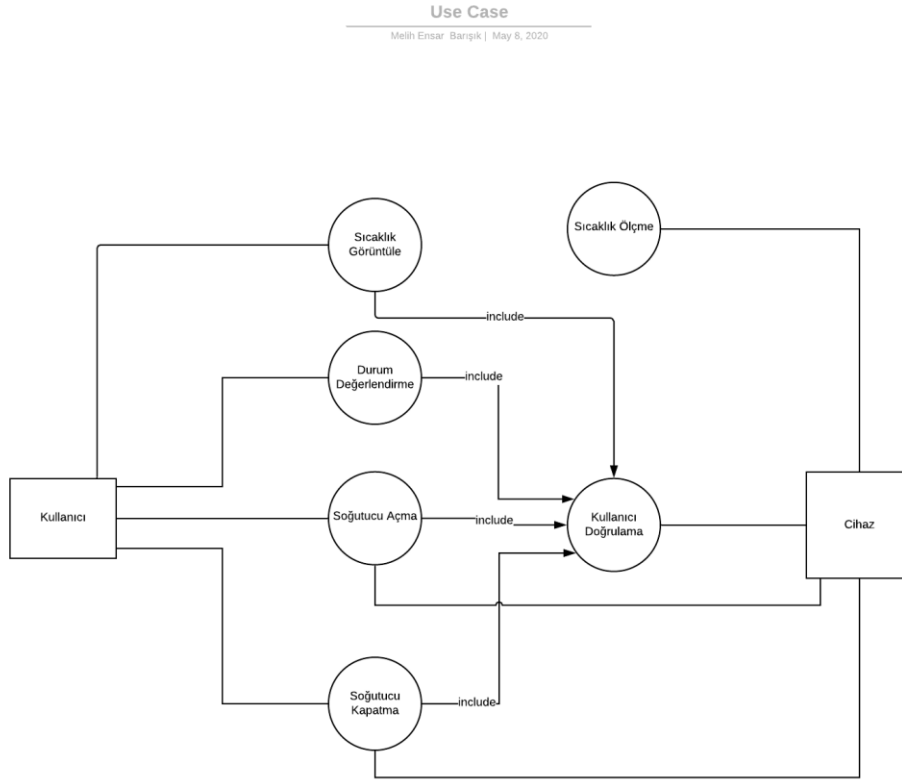 Use Case
Melih Ensar Barışık | May 8, 2020
Sıcaklık
Görüntüle
Sıcaklık Ölçme
include
Durum
Değerlendirme
include
Kullanıcı
Soğutucu Açma
include
Kullanıcı
Doğrulama
Cihaz
Soğutucu
Kapatma
include